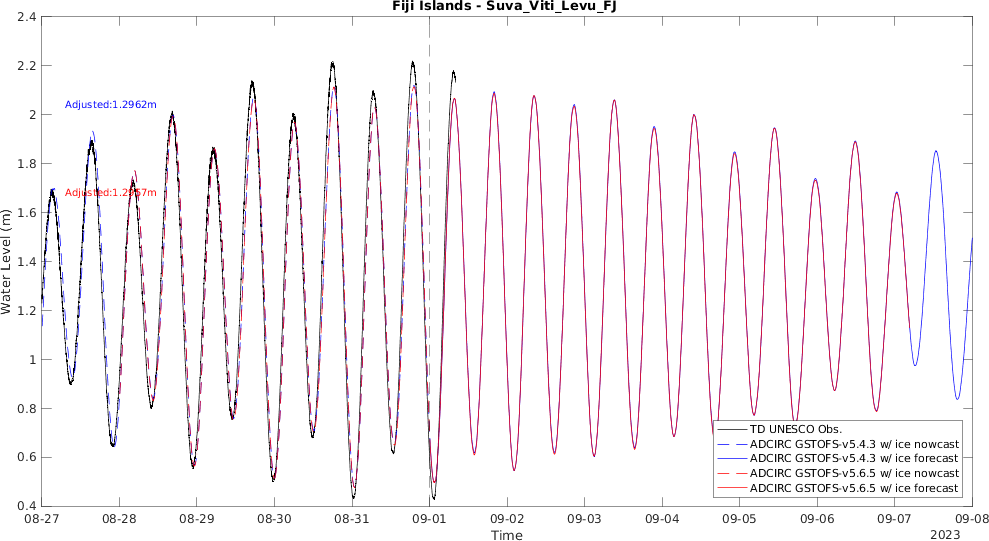 Fiji Islands - Suva_Viti_Levu_FJ
2.4
2.2
2
1.8
1.6
1.4
1.2
1
0.8
0.6
0.4
Water Level (m)
Adjusted:1.2962m
Adjusted:1.2957m
TD UNESCO Obs.
ADCIRC GSTOFS-v5.4.3 w/ ice nowcast
ADCIRC GSTOFS-v5.4.3 w/ ice forecast
ADCIRC GSTOFS-v5.6.5 w/ ice nowcast
ADCIRC GSTOFS-v5.6.5 w/ ice forecast
08-27 08-28 08-29 08-30 08-31 09-01 09-02 09-03 09-04 09-05 09-06 09-07 09-08
Time
2023